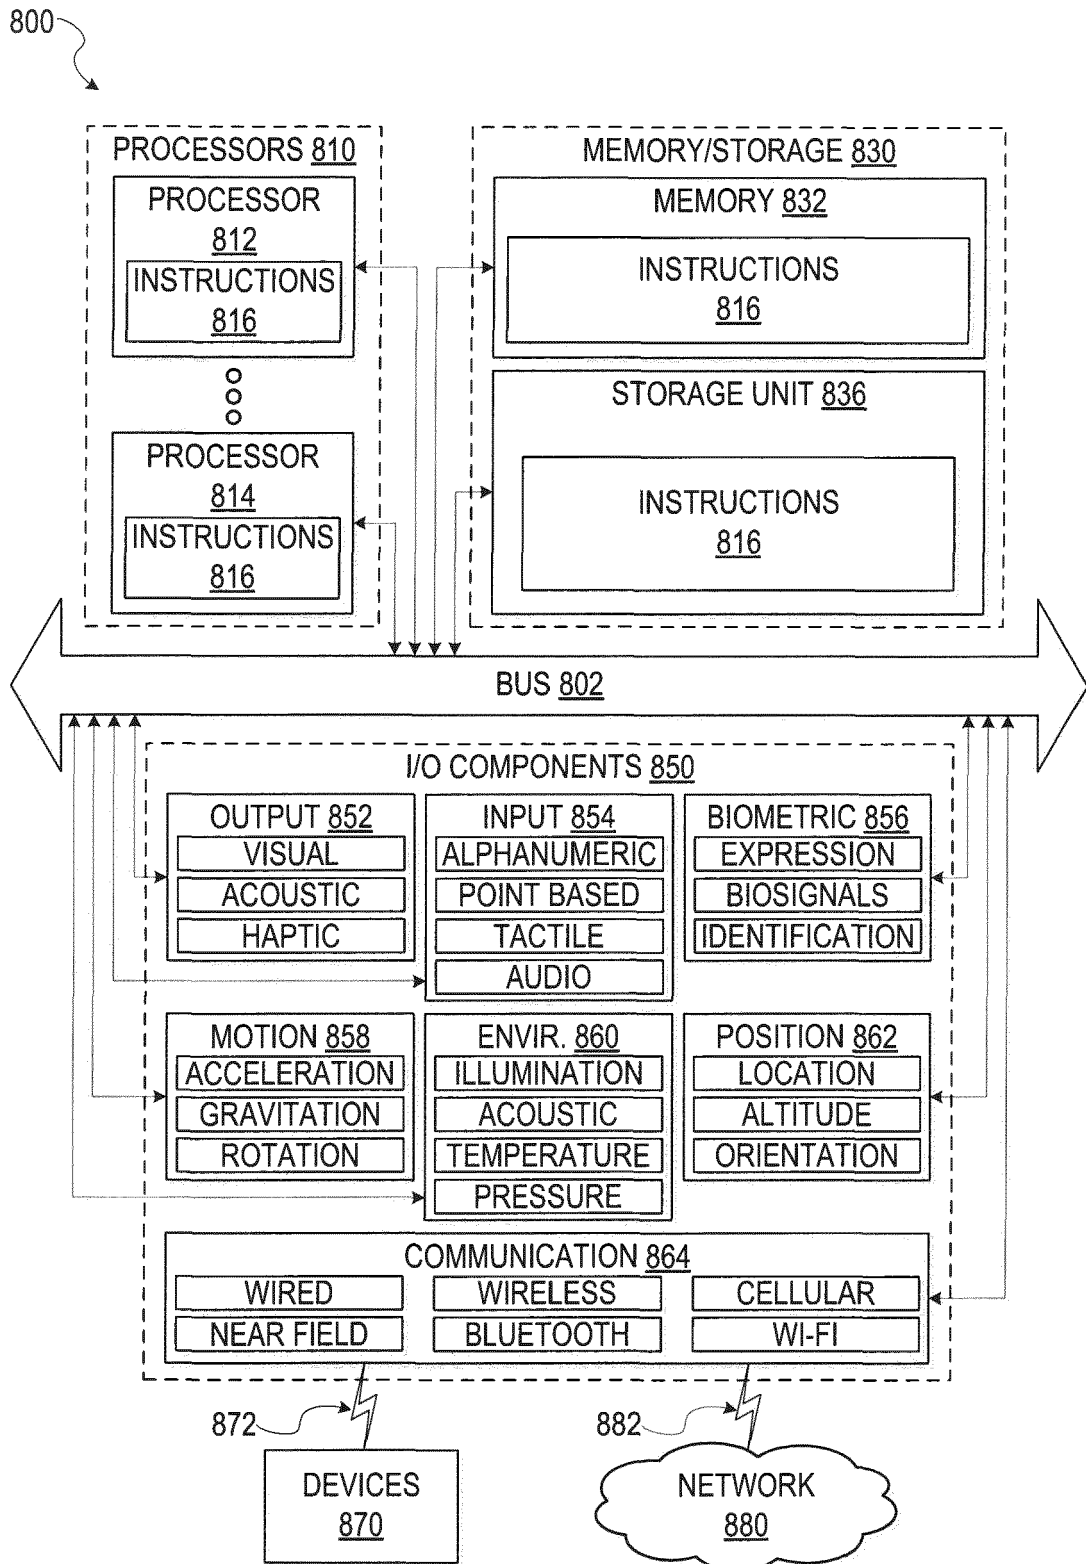 800
PROCESSORS 810
PROCESSOR
812
INSTRUCTIONS
816
PROCESSOR
814
INSTRUCTIONS
816
MEMORY/STORAGE 830
MEMORY 832
INSTRUCTIONS
816
STORAGE UNIT 836
INSTRUCTIONS
816
BUS 802
I/O COMPONENTS 850
OUTPUT 852
VISUAL
ACOUSTIC
HAPTIC
INPUT 854
ALPHANUMERIC
POINT BASED
TACTILE
AUDIO
BIOMETRIC 856
EXPRESSION
BIOSIGNALS
IDENTIFICATION
MOTION 858
ACCELERATION
GRAVITATION
ROTATION
ENVIR. 860
ILLUMINATION
ACOUSTIC
TEMPERATURE
PRESSURE
POSITION 862
LOCATION
ALTITUDE
ORIENTATION
COMMUNICATION 864
WIRED
WIRELESS
CELLULAR
NEAR FIELD
BLUETOOTH
WI-FI
872
882
DEVICES
870
NETWORK
880